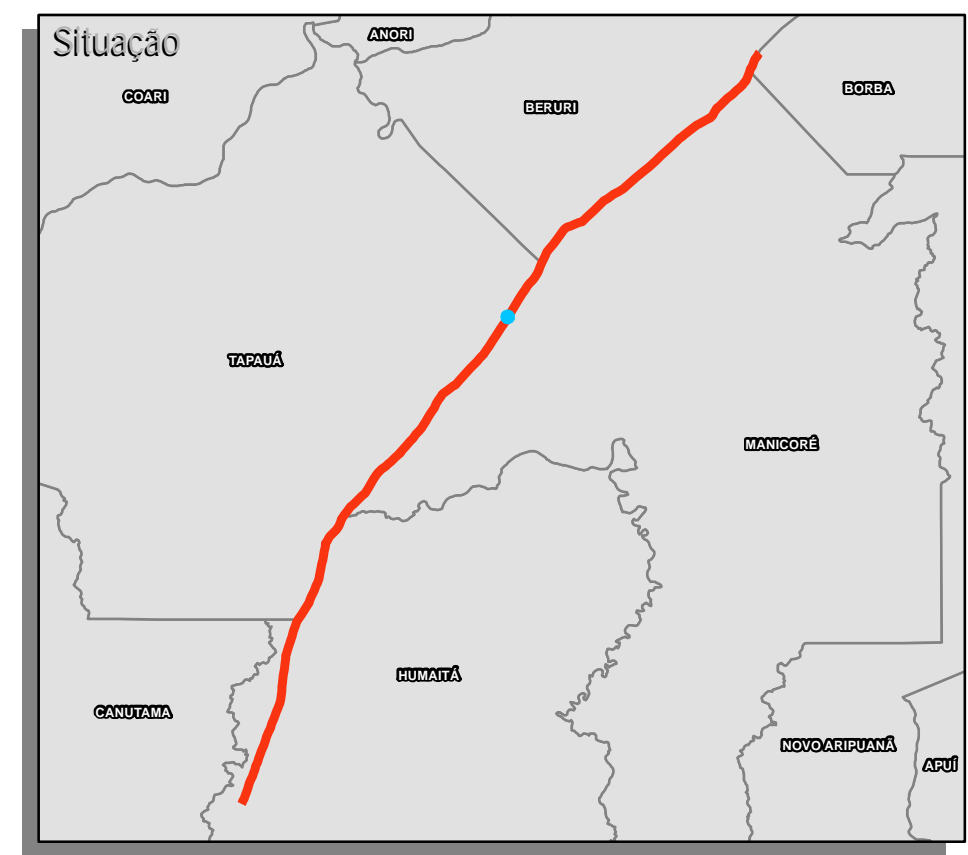 Situação
ANORI
COARI
BORBA
BERURI
TAPAUÁ
MANICORÉ
HUMAITÁ
CANUTAMA
NOVO ARIPUANÃ
APUÍ